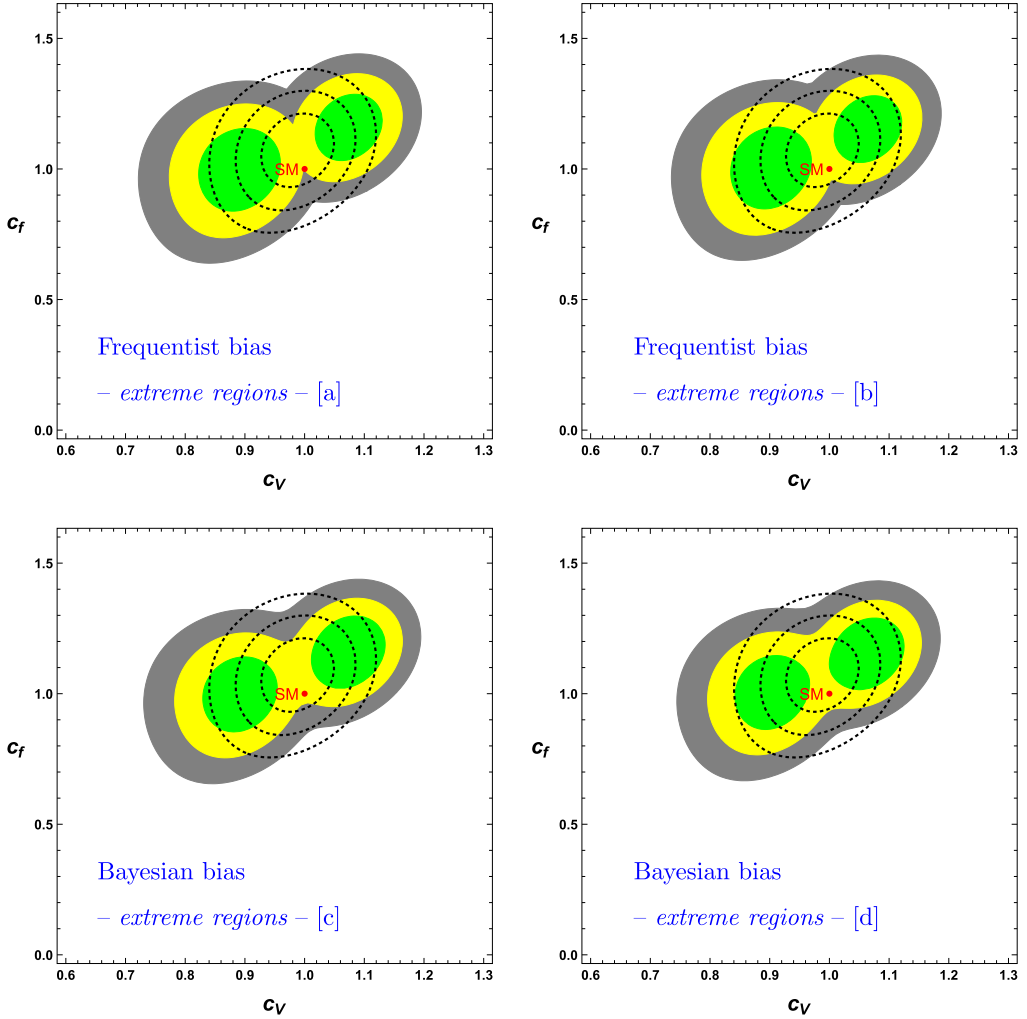 1.5
1.0
0.5
0.0
c_f
SM
Frequentist bias
– extreme regions – [a]
0.6 0.7 0.8 0.9 1.0 1.1 1.2 1.3
c_V
1.5
1.0
0.5
0.0
c_f
SM
Frequentist bias
– extreme regions – [b]
0.6 0.7 0.8 0.9 1.0 1.1 1.2 1.3
c_V
1.5
1.0
0.5
0.0
c_f
SM
Bayesian bias
– extreme regions – [c]
0.6 0.7 0.8 0.9 1.0 1.1 1.2 1.3
c_V
1.5
1.0
0.5
0.0
c_f
SM
Bayesian bias
– extreme regions – [d]
0.6 0.7 0.8 0.9 1.0 1.1 1.2 1.3
c_V